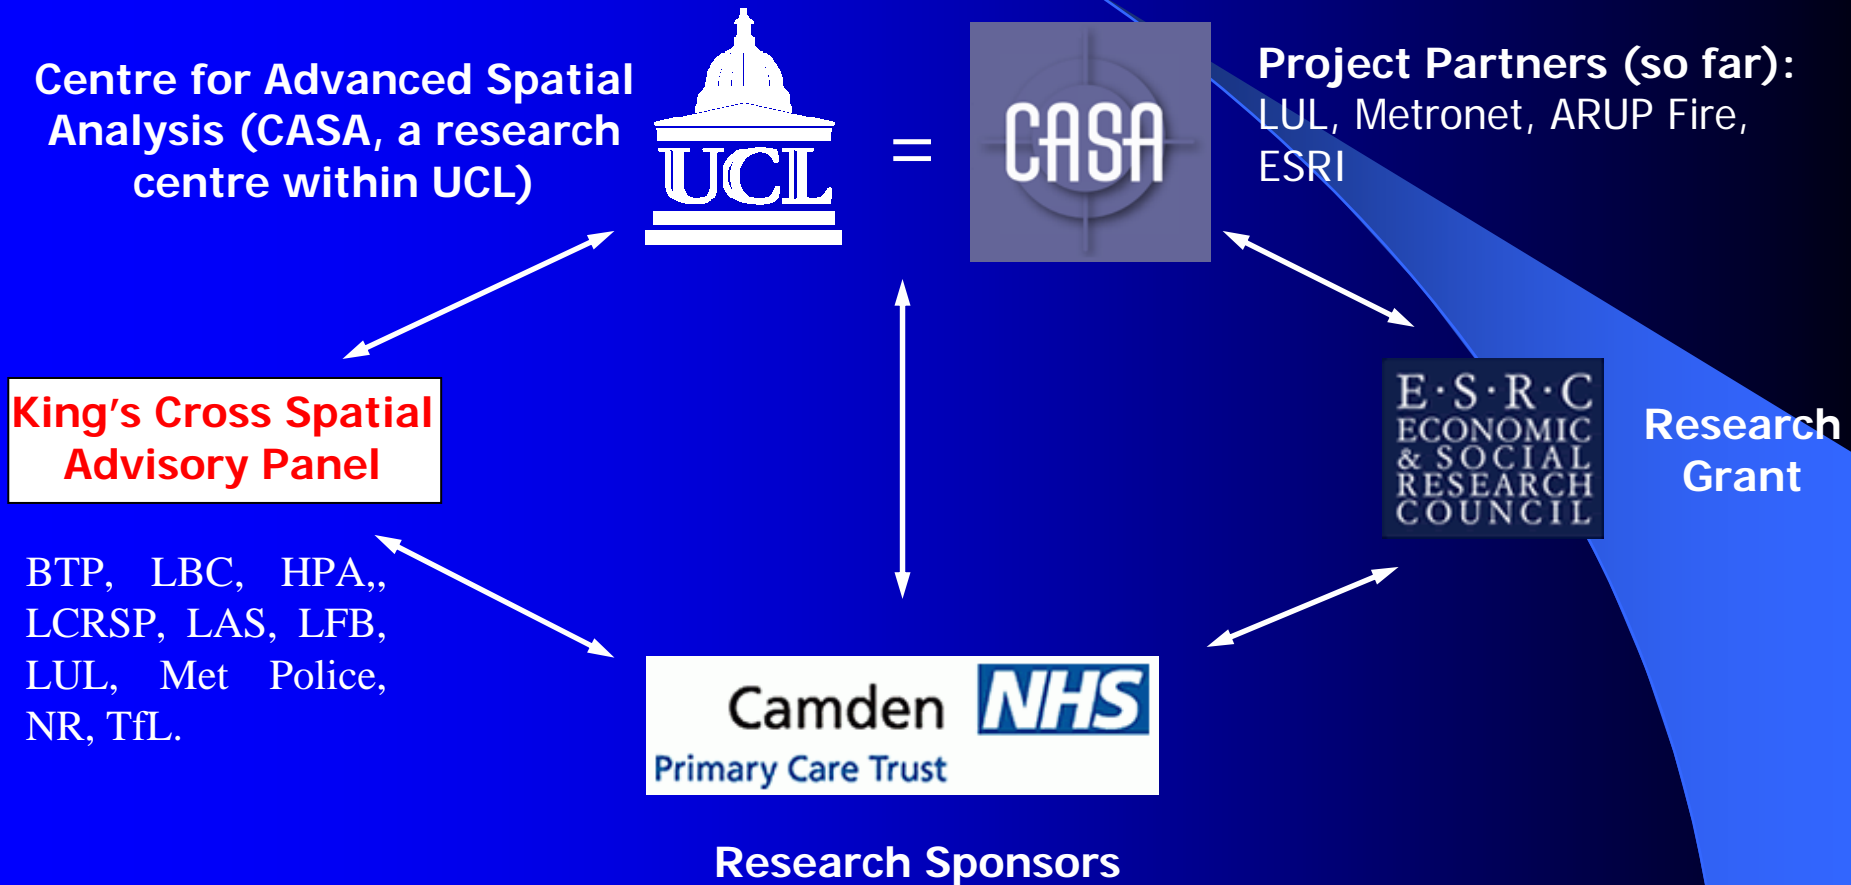 Centre for Advanced Spatial
Analysis (CASA, a research
centre within UCL)
UCL
=
CASA
Project Partners (so far):
LUL, Metronet, ARUP Fire,
ESRI
King's Cross Spatial
Advisory Panel
BTP, LBC, HPA,,
LCRSP, LAS, LFB,
LUL, Met Police,
NR, TfL.
E·S·R·C
ECONOMIC
& SOCIAL
RESEARCH
COUNCIL
Research
Grant
Camden NHS
Primary Care Trust
Research Sponsors